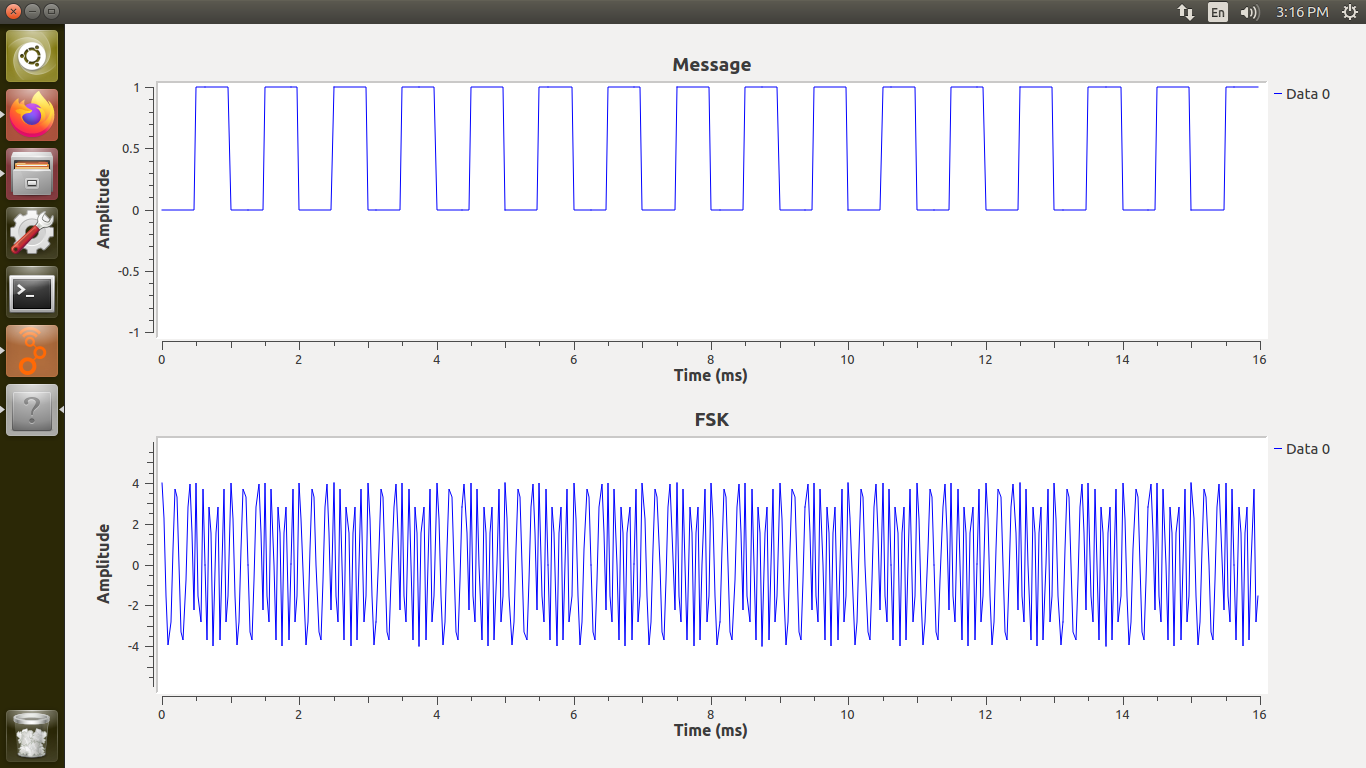 En 3:16 PM
Message
Data 0
Amplitude
1
0.5
0
-0.5
-1
0 2 4 6 8 10 12 14 16
Time (ms)
FSK
Data 0
Amplitude
4
2
0
-2
-4
0 2 4 6 8 10 12 14 16
Time (ms)